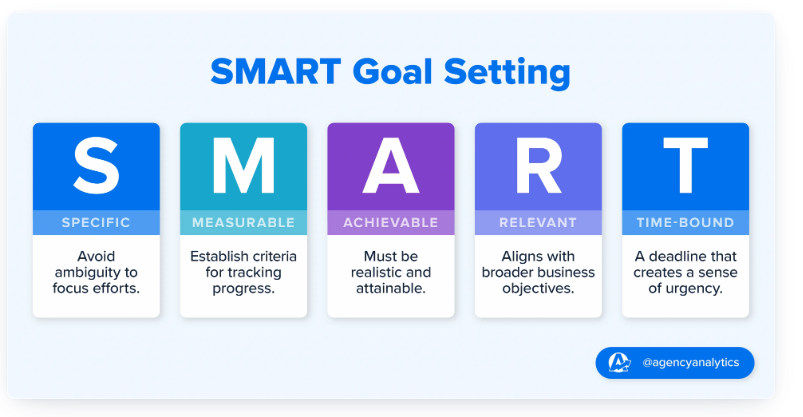 SMART Goal Setting
S
SPECIFIC
Avoid
ambiguity to
focus efforts.
M
MEASURABLE
Establish criteria
for tracking
progress.
A
ACHIEVABLE
Must be
realistic and
attainable.
R
RELEVANT
Aligns with
broader business
objectives.
T
TIME-BOUND
A deadline that
creates a sense
of urgency.
@agencyanalytics